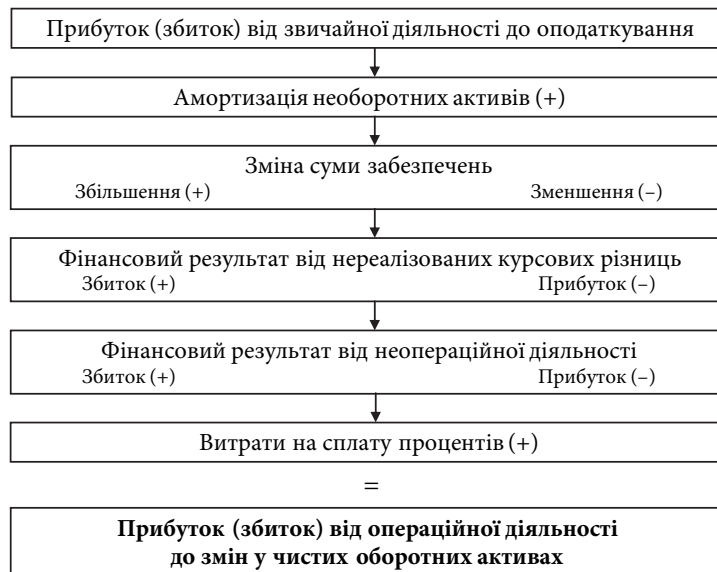 Прибуток (збиток) від звичайної діяльності до оподаткування
Амортизація необоротних активів (+)
Зміна суми забезпечень
Збільшення (+) Зменшення (–)
Фінансовий результат від нереалізованих курсових різниць
Збиток (+) Прибуток (–)
Фінансовий результат від неопераційної діяльності
Збиток (+) Прибуток (–)
Витрати на сплату процентів (+)
=
Прибуток (збиток) від операційної діяльності
до змін у чистих оборотних активах